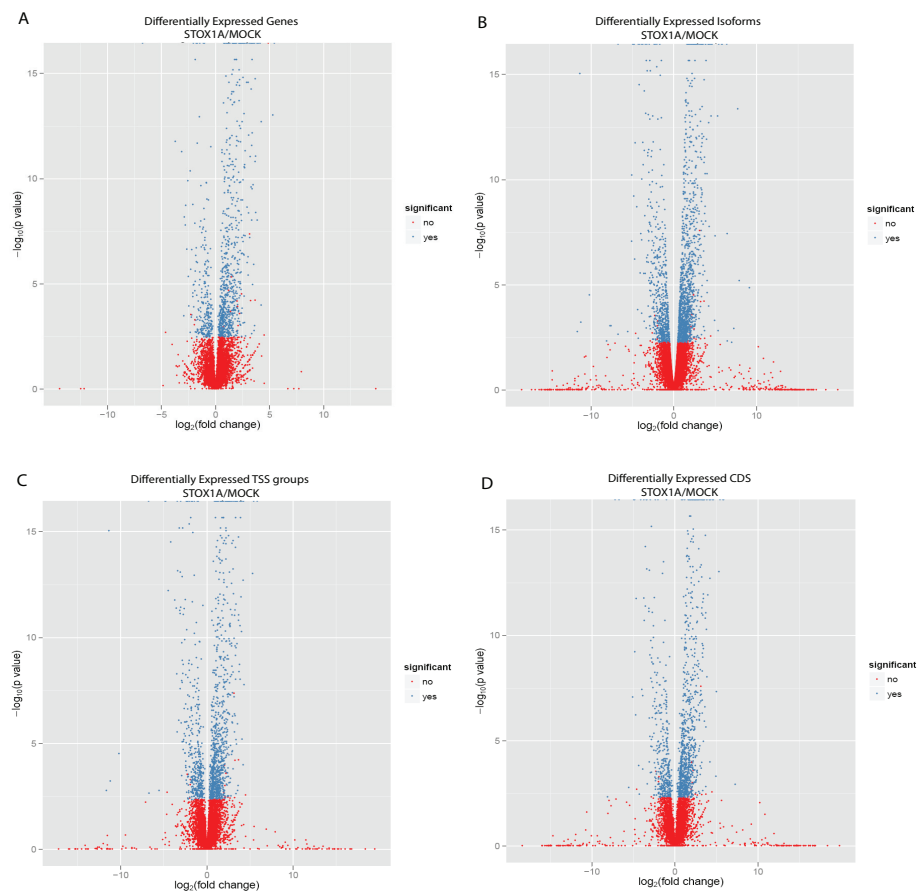 A
Differentially Expressed Genes
STOX1A/MOCK
15
10
5
0
−log10(p value)
−10
−5
0
5
10
log2(fold change)
significant
no
yes
B
Differentially Expressed Isoforms
STOX1A/MOCK
15
10
5
0
−log10(p value)
−10
0
10
log2(fold change)
significant
no
yes
C
Differentially Expressed TSS groups
STOX1A/MOCK
15
10
5
0
−log10(p value)
−10
0
10
log2(fold change)
significant
no
yes
D
Differentially Expressed CDS
STOX1A/MOCK
15
10
5
0
−log10(p value)
−10
0
10
log2(fold change)
significant
no
yes